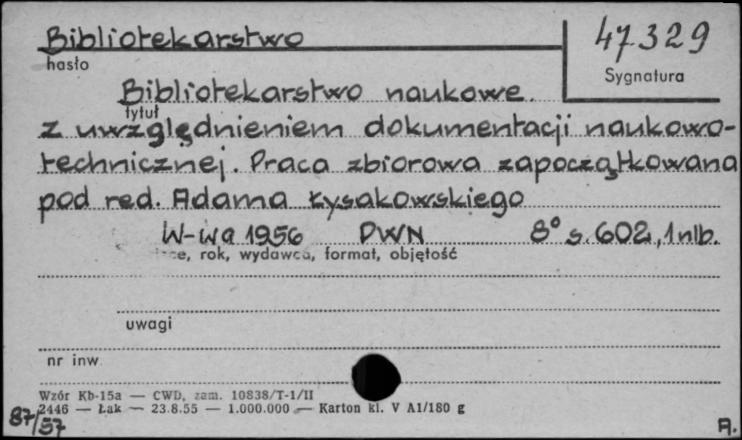 Bibliotekarstwo
hasło
47329
Sygnatura
Bibliotekarstwo naukowe
tytuł
z uwzględnieniem dokumentacji naukowo-
technicznej. Praca zbiorowa zapoczątkowana
pod red. Adama Łysakowskiego
W-wa 1956 PWN 8° s. 602, 1 nlb.
rok, wydawca, format, objętość
uwagi
nr inw
Wzór Kb-15a — CWD, zam. 10838/T-1/II
2446 — Łak — 23.8.55 — 1.000.000 — Karton kl. V A1/180 g
87/57
A.